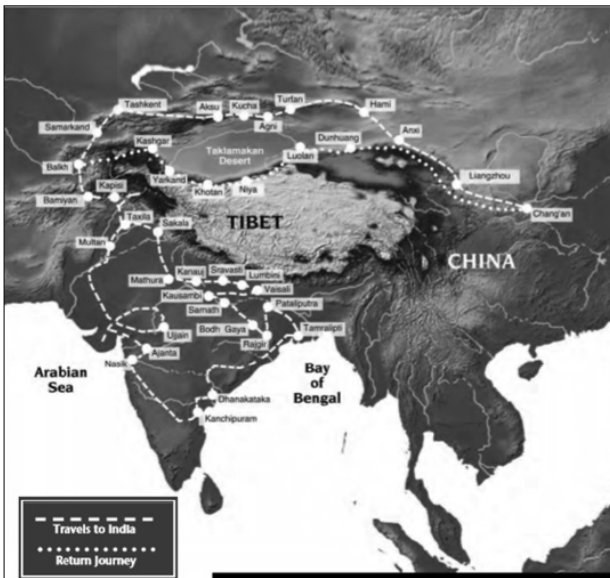 Tashkent
Aksu
Kucha
Turfan
Hami
Agni
Samarkand
Anxi
Kashgar
Taklamakan
Desert
Dunhuang
Loulan
Balkh
Yarkand
Khotan
Niya
Liangzhou
Kapisi
Bamiyan
Chang'an
Taxila
Sakala
TIBET
Multan
CHINA
Mathura
Kanauj
Sravasti
Lumbini
Kausambi
Vaisali
Sarnath
Pataliputra
Bodh Gaya
Tamralipti
Ujjain
Rajgir
Ajanta
Nasik
Arabian
Sea
Bay
of
Bengal
Dhanakataka
Kanchipuram
Travels to India
Return Journey